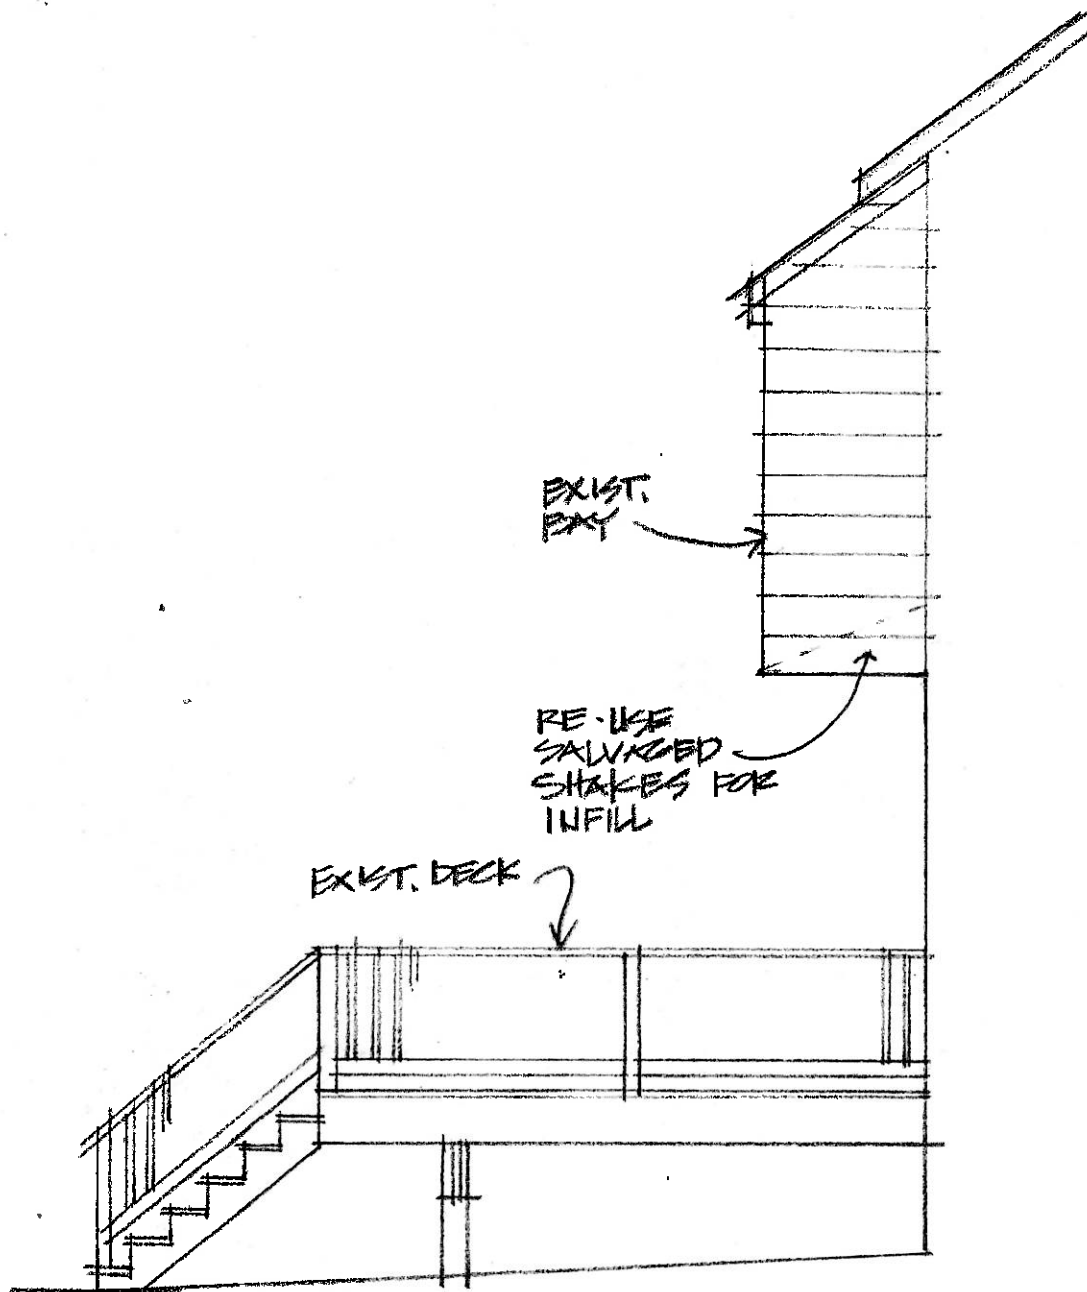 EXIST.
BAY
RE-USE
SALVAGED
SHAKES FOR
INFILL
EXIST. DECK